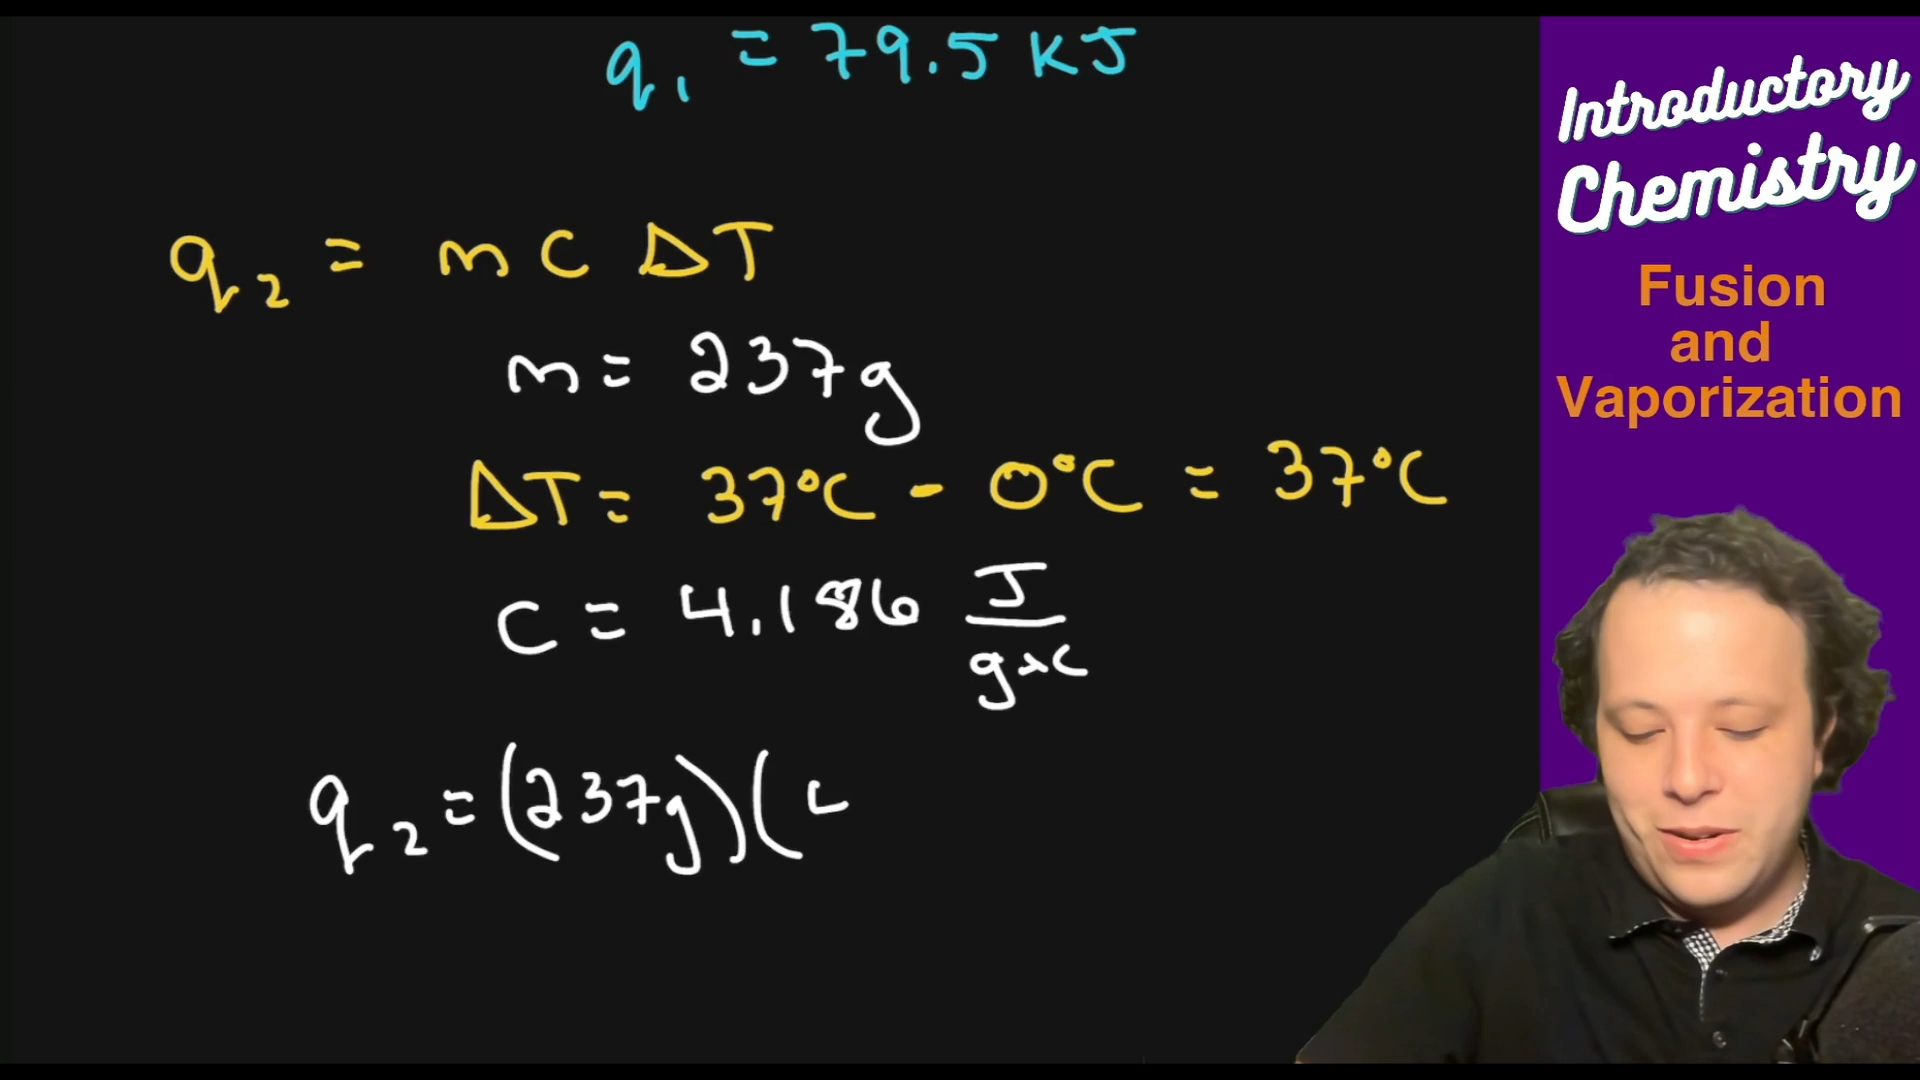 q₁ = 79.5 kJ
q₂ = m C ΔT
m = 237g
ΔT = 37°C - 0°C = 37°C
C = 4.186 J/g×C
q₂ = (237g)(
Introductory
Chemistry
Fusion
and
Vaporization